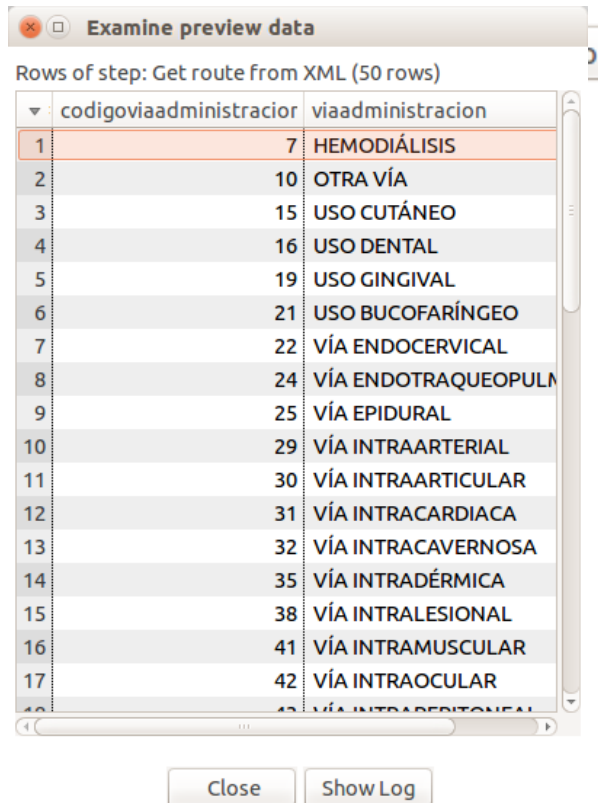 Examine preview data
Rows of step: Get route from XML (50 rows)
codigoviaadministracior viaadministracion
1 7 HEMODIÁLISIS
2 10 OTRA VÍA
3 15 USO CUTÁNEO
4 16 USO DENTAL
5 19 USO GINGIVAL
6 21 USO BUCOFARÍNGEO
7 22 VÍA ENDOCERVICAL
8 24 VÍA ENDOTRAQUEOPULM
9 25 VÍA EPIDURAL
10 29 VÍA INTRAARTERIAL
11 30 VÍA INTRAARTICULAR
12 31 VÍA INTRACARDIACA
13 32 VÍA INTRACAVERNOSA
14 35 VÍA INTRADÉRMICA
15 38 VÍA INTRALESIONAL
16 41 VÍA INTRAMUSCULAR
17 42 VÍA INTRAOCULAR
Close Show Log